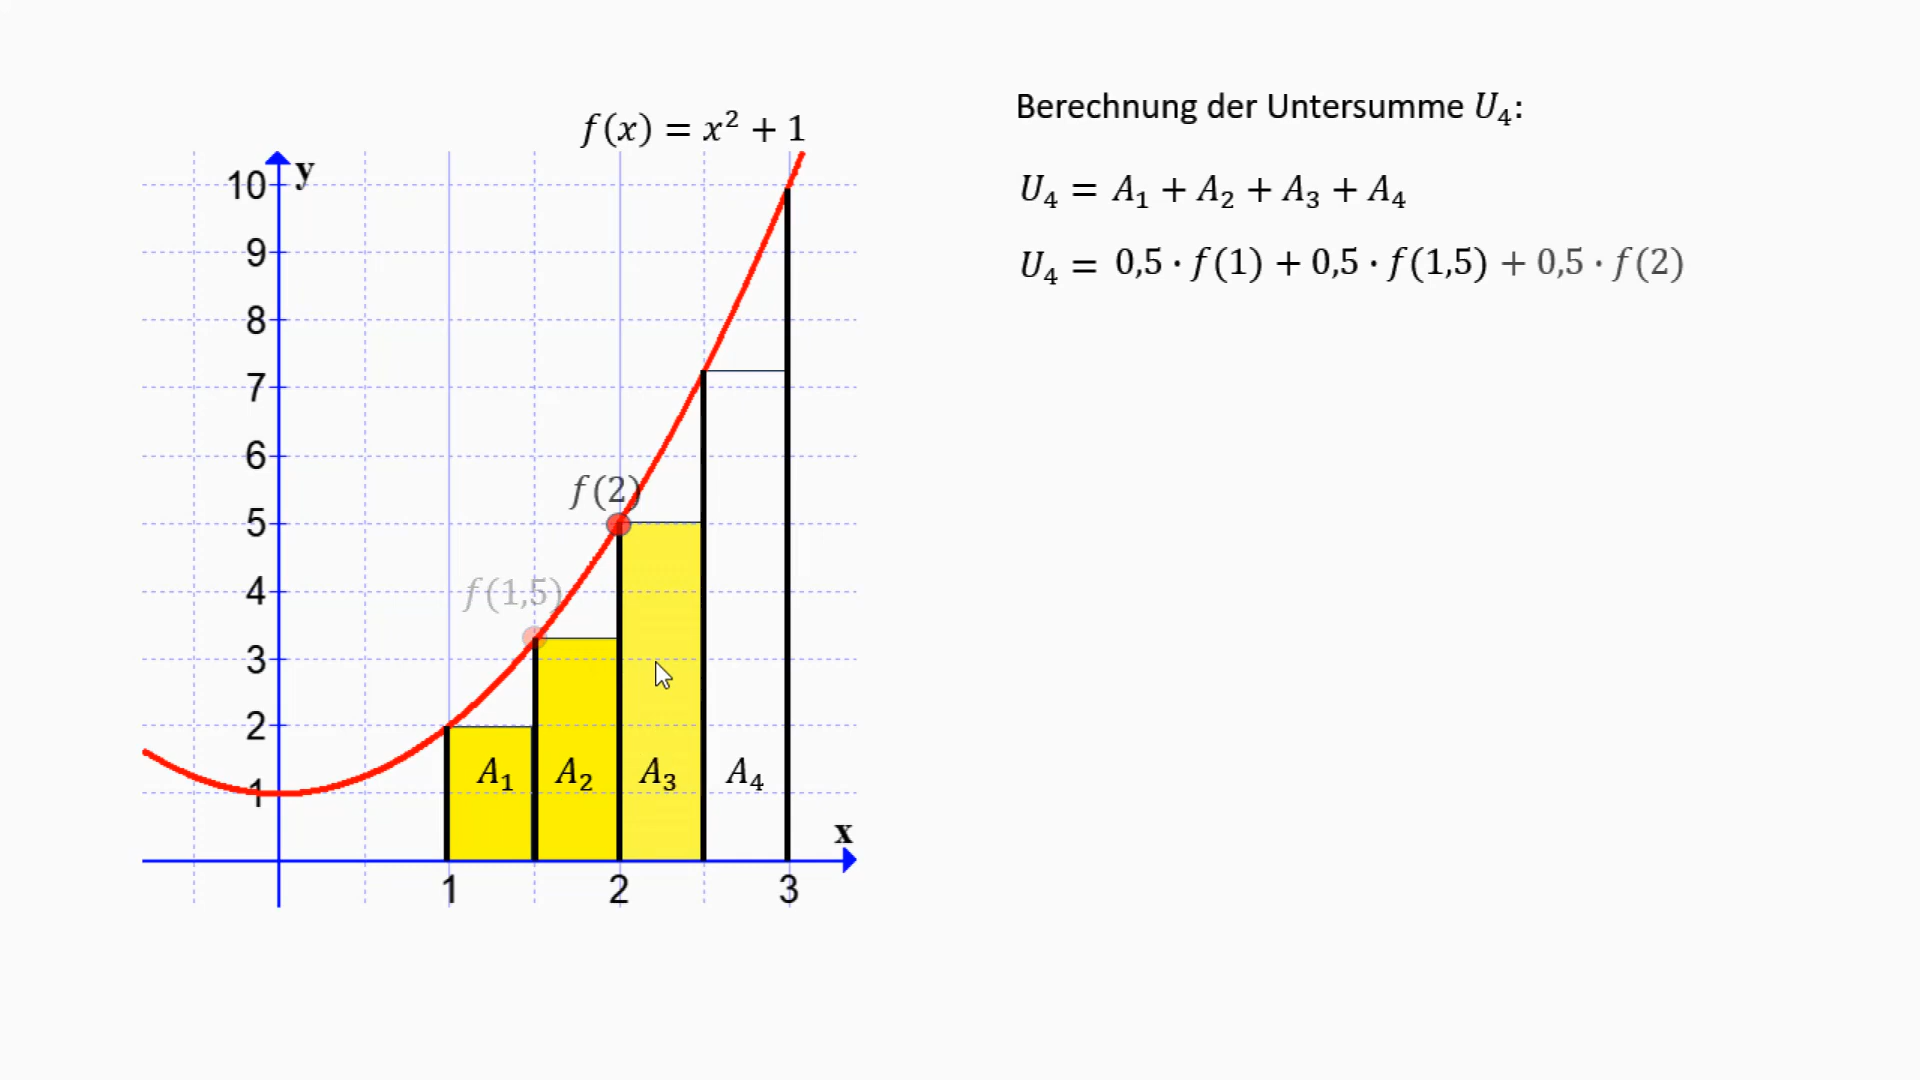 f(x) = x² + 1
Berechnung der Untersumme U₄:
U₄ = A₁ + A₂ + A₃ + A₄
U₄ = 0,5 · f(1) + 0,5 · f(1,5) + 0,5 · f(2)
y
10
9
8
7
6
5
4
3
2
1
f(2)
f(1,5)
A₁ A₂ A₃ A₄
x
1 2 3